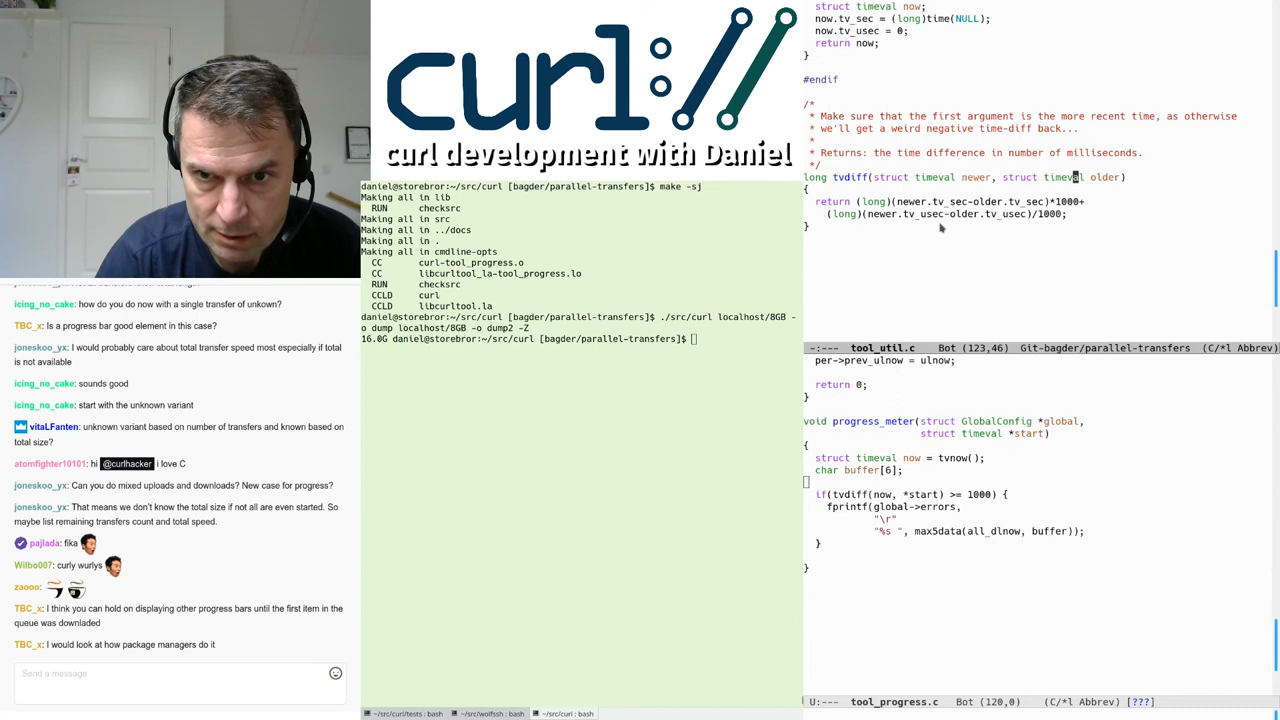 curl://
curl development with Daniel
icing_no_cake: how do you do now with a single transfer of unkown?
TBC_x: Is a progress bar good element in this case?
joneskoo_yx: I would probably care about total transfer speed most especially if total
is not available
icing_no_cake: sounds good
icing_no_cake: start with the unknown variant
vitaLFanten: unknown variant based on number of transfers and known based on
total size?
atomfighter10101: hi @curlhacker i love C
joneskoo_yx: Can you do mixed uploads and downloads? New case for progress?
joneskoo_yx: That means we don't know the total size if not all are even started. So
maybe list remaining transfers count and total speed.
pajlada: fika
Wiibo007: curly wurlys
zaooo:
TBC_x: I think you can hold on displaying other progress bars until the first item in the
queue was downladed
TBC_x: I would look at how package managers do it
Send a message
daniel@storebror:~/src/curl [bagder/parallel-transfers]$ make -sj
Making all in lib
RUN checksrc
Making all in src
Making all in ../docs
Making all in .
Making all in cmdline-opts
CC curl-tool_progress.o
CC libcurltool_la-tool_progress.lo
RUN checksrc
CCLD curl
CCLD libcurltool.la
daniel@storebror:~/src/curl [bagder/parallel-transfers]$ ./src/curl localhost/8GB -
o dump localhost/8GB -o dump2 -Z
16.0G daniel@storebror:~/src/curl [bagder/parallel-transfers]$
~/src/curl/tests : bash ~/src/wolfssh : bash ~/src/curl : bash
struct timeval now;
now.tv_sec = (long)time(NULL);
now.tv_usec = 0;
return now;
}
#endif
/*
* Make sure that the first argument is the more recent time, as otherwise
* we'll get a weird negative time-diff back...
*
* Returns: the time difference in number of milliseconds.
*/
long tvdiff(struct timeval newer, struct timeval older)
{
return (long)(newer.tv_sec-older.tv_sec)*1000+
(long)(newer.tv_usec-older.tv_usec)/1000;
}
-:--- tool_util.c Bot (123,46) Git-bagder/parallel-transfers (C/*l Abbrev)
per->prev_ulnow = ulnow;
return 0;
}
void progress_meter(struct GlobalConfig *global,
struct timeval *start)
{
struct timeval now = tvnow();
char buffer[6];
if(tvdiff(now, *start) >= 1000) {
fprintf(global->errors,
"\r"
"%s ", max5data(all_dlnow, buffer));
}
}
U:--- tool_progress.c Bot (120,0) (C/*l Abbrev) [???]